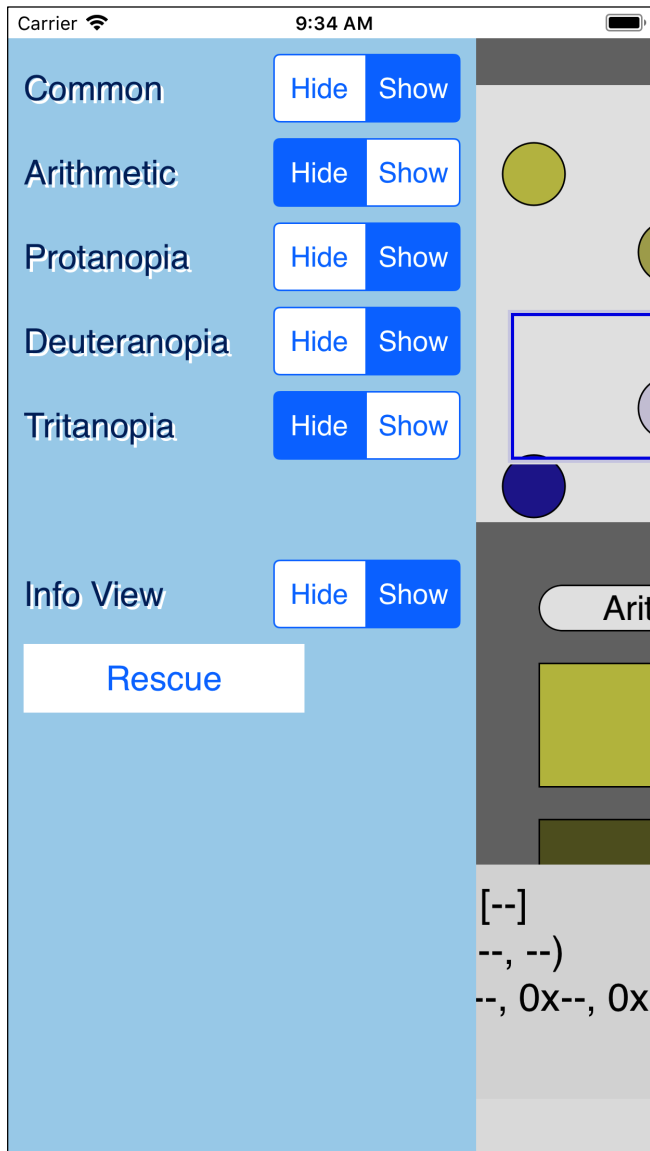 Carrier 9:34 AM
Common Hide Show
Arithmetic Hide Show
Protanopia Hide Show
Deuteranopia Hide Show
Tritanopia Hide Show
Info View Hide Show
Arit
Rescue
[--]
--, --)
--, 0x--, 0x